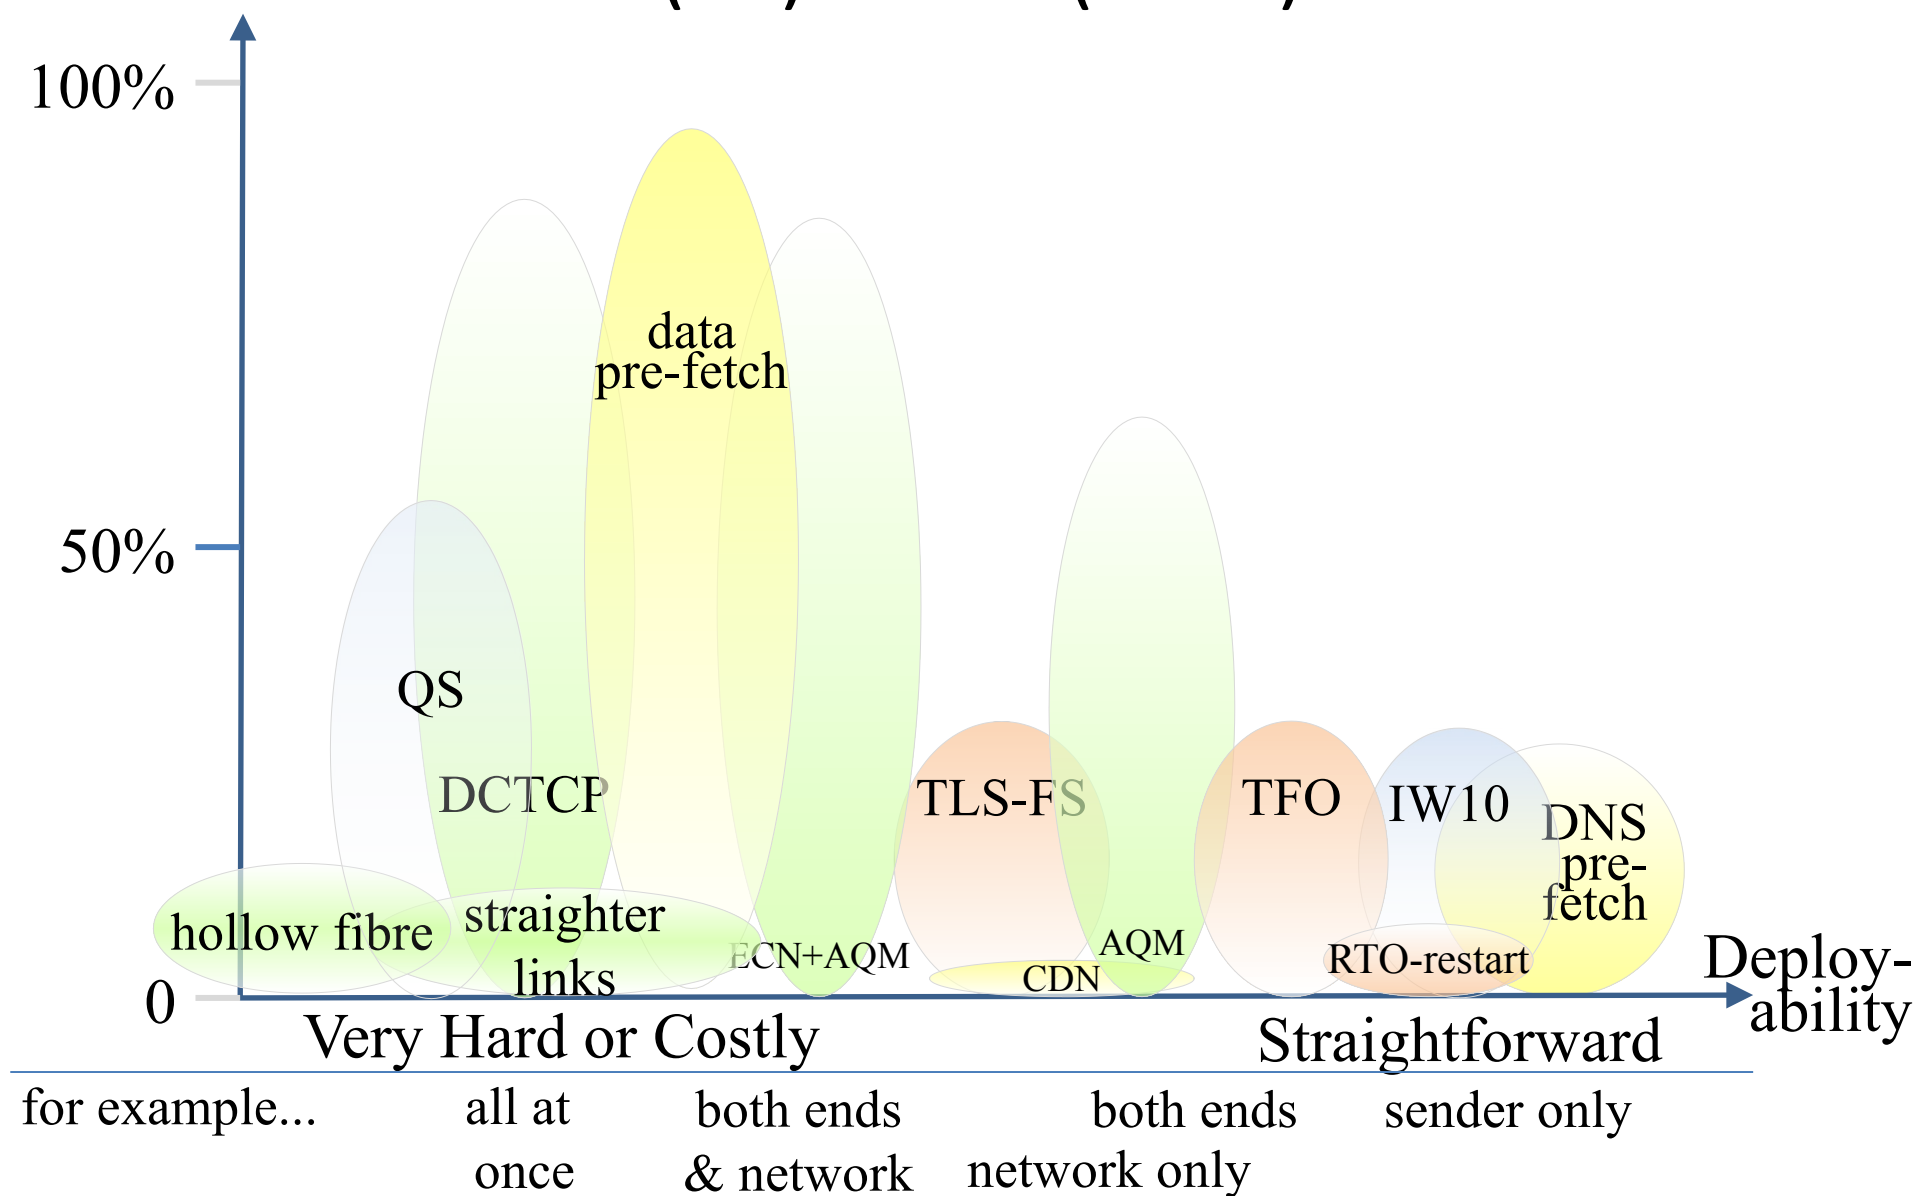 100%
50%
0
data
pre-fetch
QS
DCTCP
TLS-FS
TFO
IW10
DNS
pre-
fetch
hollow fibre
straighter
links
ECN+AQM
AQM
CDN
RTO-restart
Deploy-
ability
Very Hard or Costly
Straightforward
for example...
all at
once
both ends
& network
network only
both ends
sender only